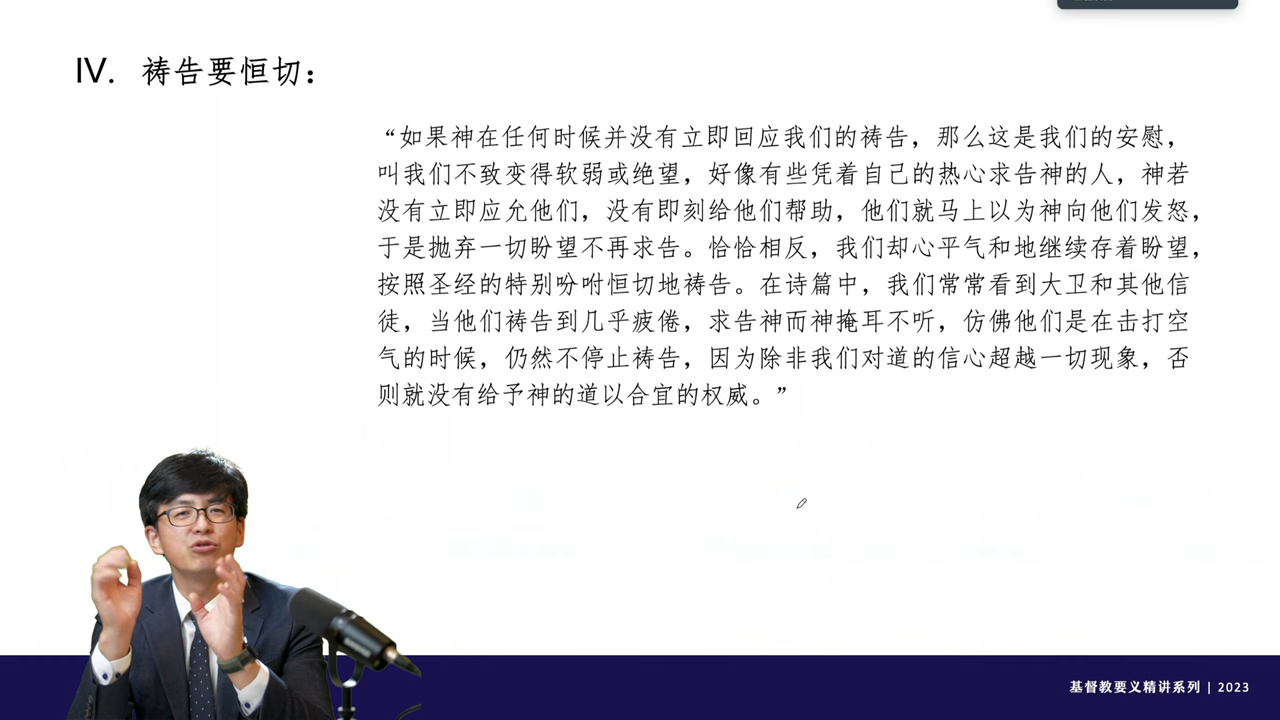 IV. 祷告要恒切：
“如果神在任何时候并没有立即回应我们的祷告，那么这是我们的安慰，
叫我们不致变得软弱或绝望，好像有些凭着自己的热心求告神的人，神若
没有立即应允他们，没有即刻给他们帮助，他们就马上以为神向他们发怒，
于是抛弃一切盼望不再求告。恰恰相反，我们却心平气和地继续存着盼望，
按照圣经的特别吩咐恒切地祷告。在诗篇中，我们常常看到大卫和其他信
徒，当他们祷告到几乎疲倦，求告神而神掩耳不听，仿佛他们是在击打空
气的时候，仍然不停止祷告，因为除非我们对道的信心超越一切现象，否
则就没有给予神的道以合宜的权威。”
基督教要义精讲系列 | 2023